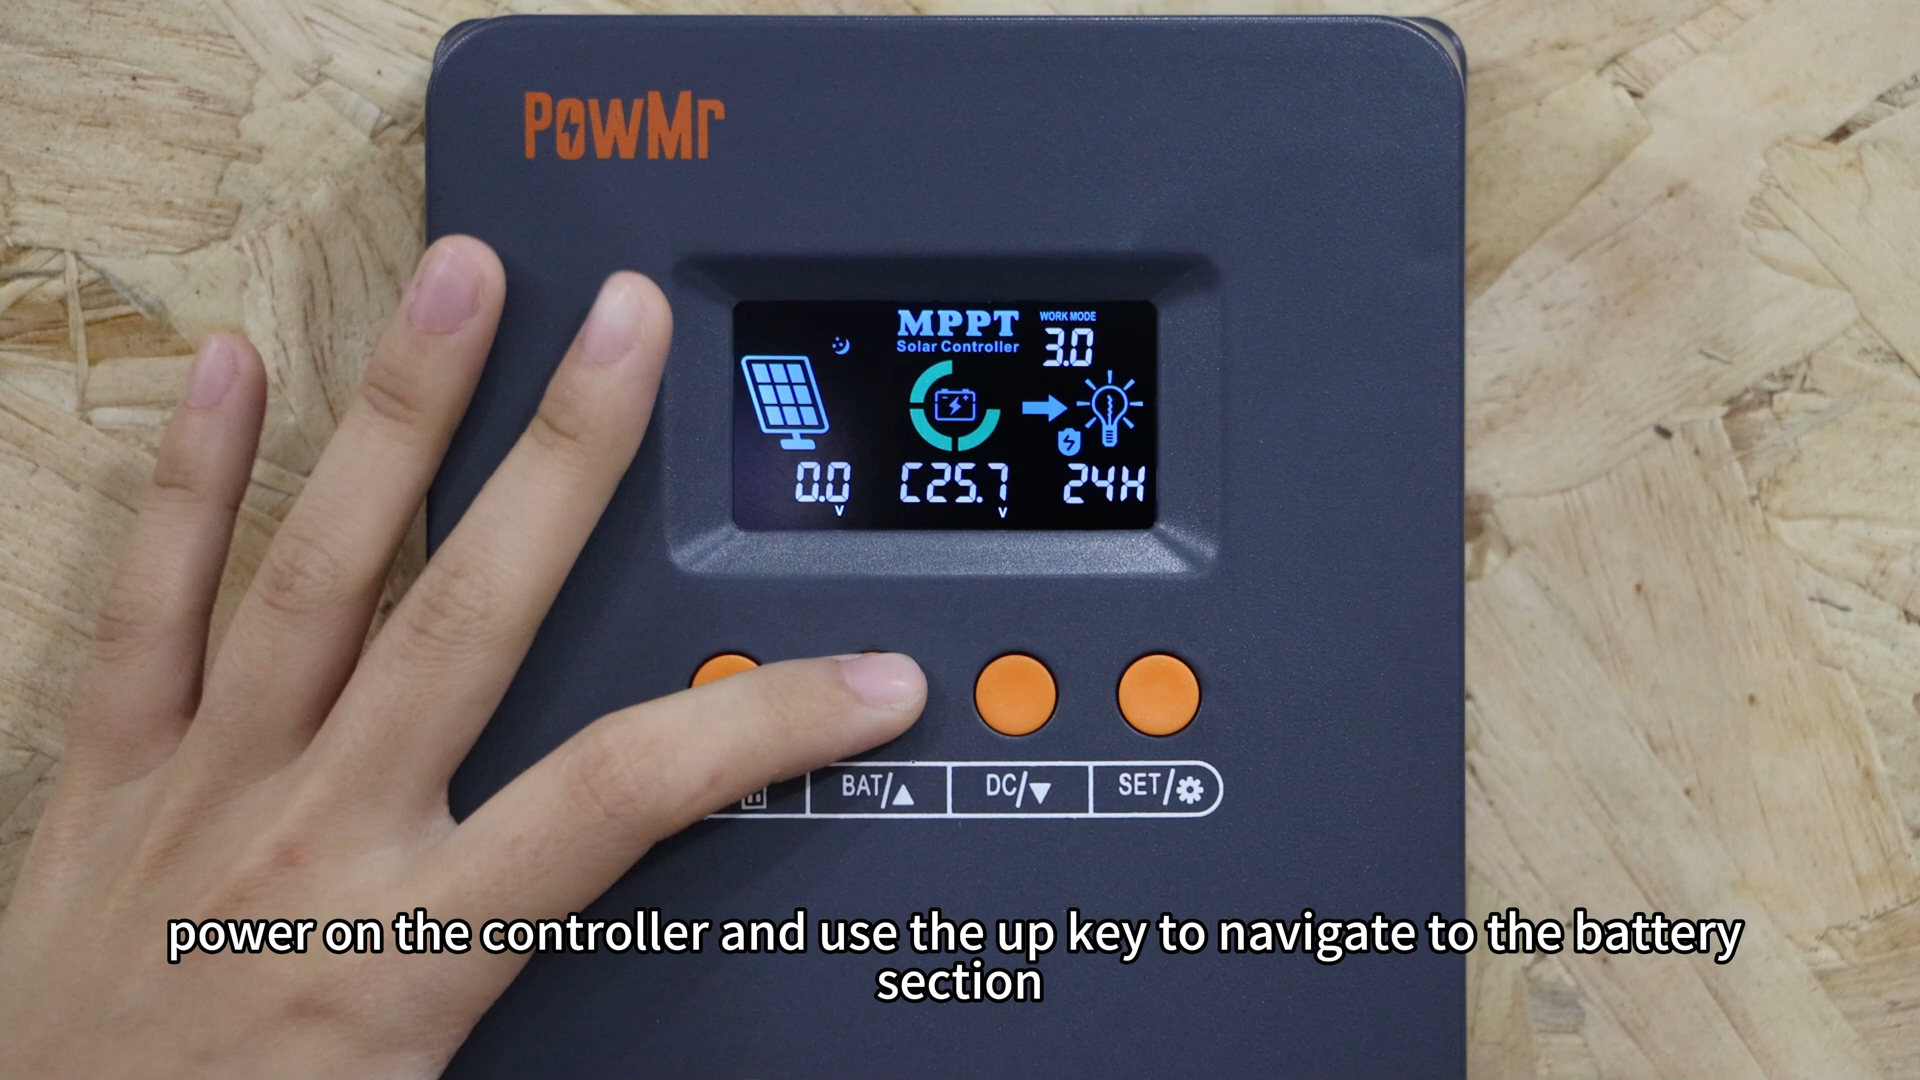 PowMr
MPPT
Solar Controller
WORK MODE
3.0
0.0
V
C25.7
V
24H
BAT/▲
DC/▼
SET/
power on the controller and use the up key to navigate to the battery
section